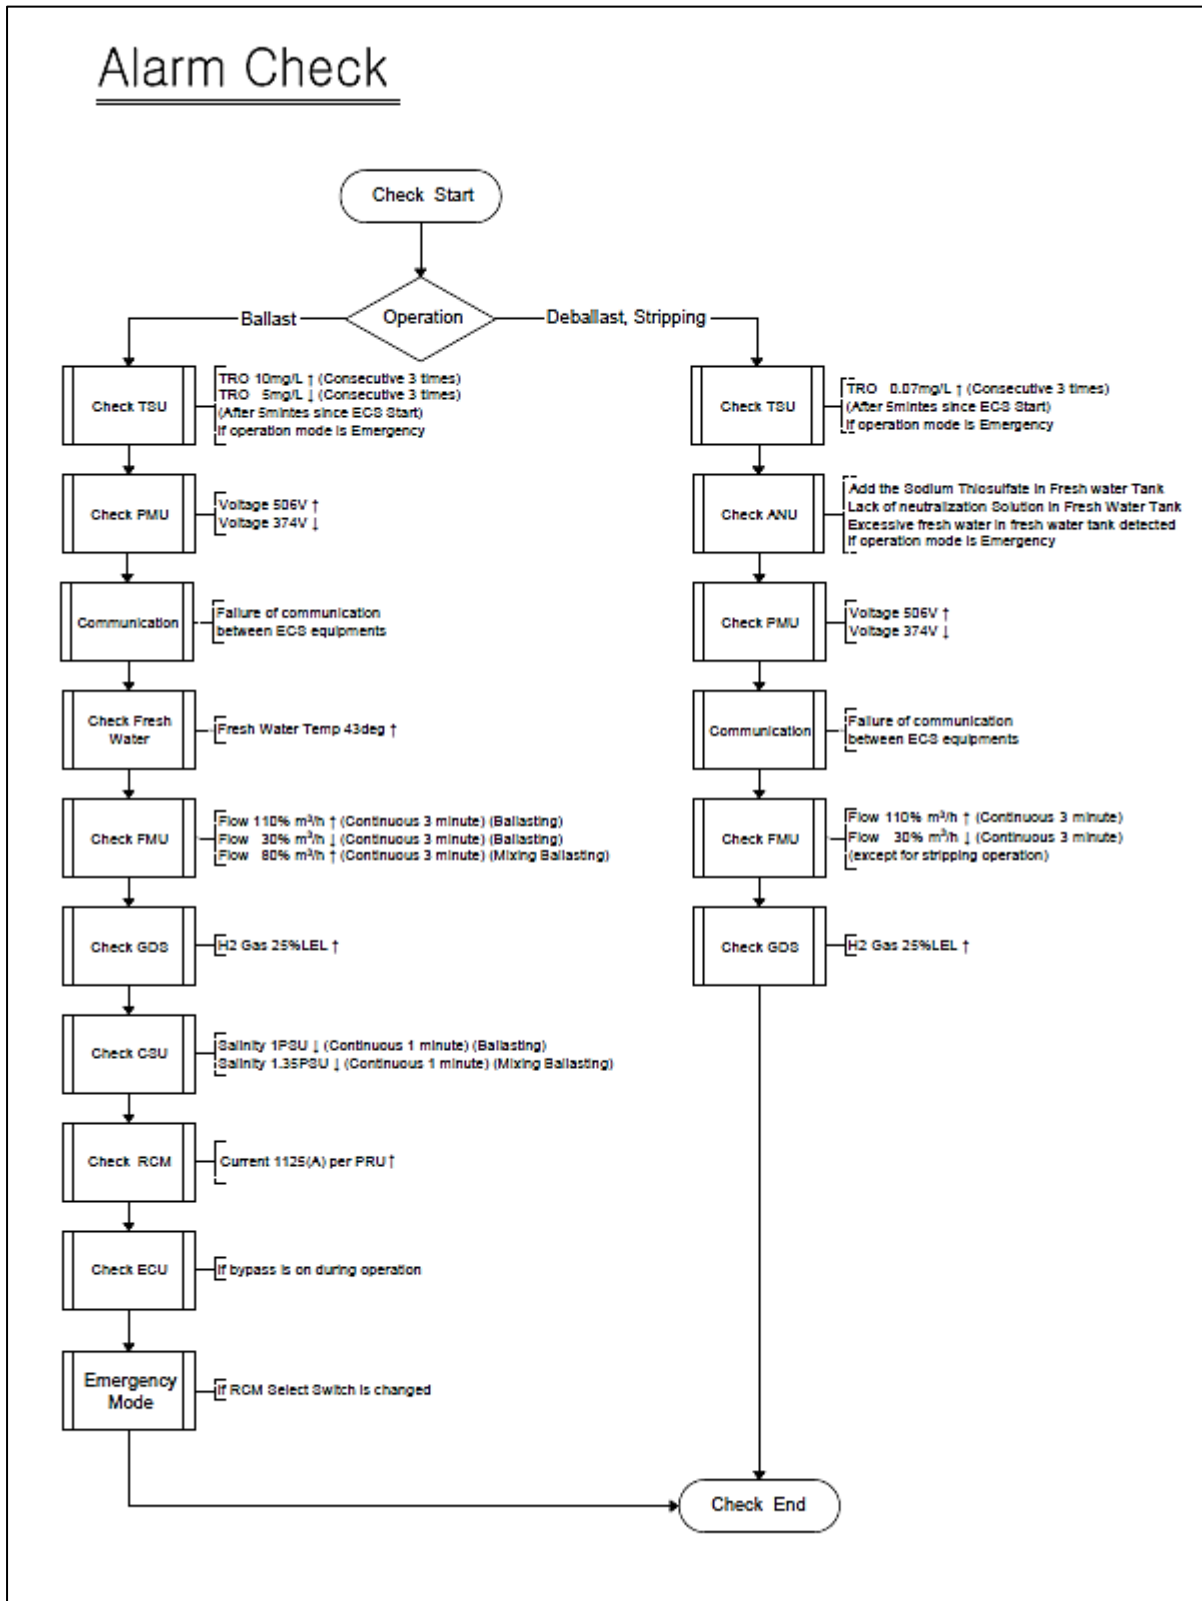 Alarm Check
Check Start
Operation
Ballast
Deballast, Stripping
Check TSU
TRO 10mg/L ↑ (Consecutive 3 times)
TRO 5mg/L ↓ (Consecutive 3 times)
(After 5mintes since ECS Start)
If operation mode is Emergency
Check PMU
Voltage 506V ↑
Voltage 374V ↓
Communication
Failure of communication
between ECS equipments
Check Fresh
Water
Fresh Water Temp 43deg ↑
Check FMU
Flow 110% m³/h ↑ (Continuous 3 minute) (Ballasting)
Flow 30% m³/h ↓ (Continuous 3 minute) (Ballasting)
Flow 80% m³/h ↑ (Continuous 3 minute) (Mixing Ballasting)
Check GDS
H2 Gas 25%LEL ↑
Check CSU
Salinity 1PSU ↓ (Continuous 1 minute) (Ballasting)
Salinity 1.35PSU ↓ (Continuous 1 minute) (Mixing Ballasting)
Check RCM
Current 1125(A) per PRU ↑
Check ECU
If bypass is on during operation
Emergency
Mode
If RCM Select Switch is changed
Check TSU
TRO 0.07mg/L ↑ (Consecutive 3 times)
(After 5mintes since ECS Start)
If operation mode is Emergency
Check ANU
Add the Sodium Thiosulfate in Fresh water Tank
Lack of neutralization Solution in Fresh Water Tank
Excessive fresh water in fresh water tank detected
If operation mode is Emergency
Check PMU
Voltage 506V ↑
Voltage 374V ↓
Communication
Failure of communication
between ECS equipments
Check FMU
Flow 110% m³/h ↑ (Continuous 3 minute)
Flow 30% m³/h ↓ (Continuous 3 minute)
(except for stripping operation)
Check GDS
H2 Gas 25%LEL ↑
Check End